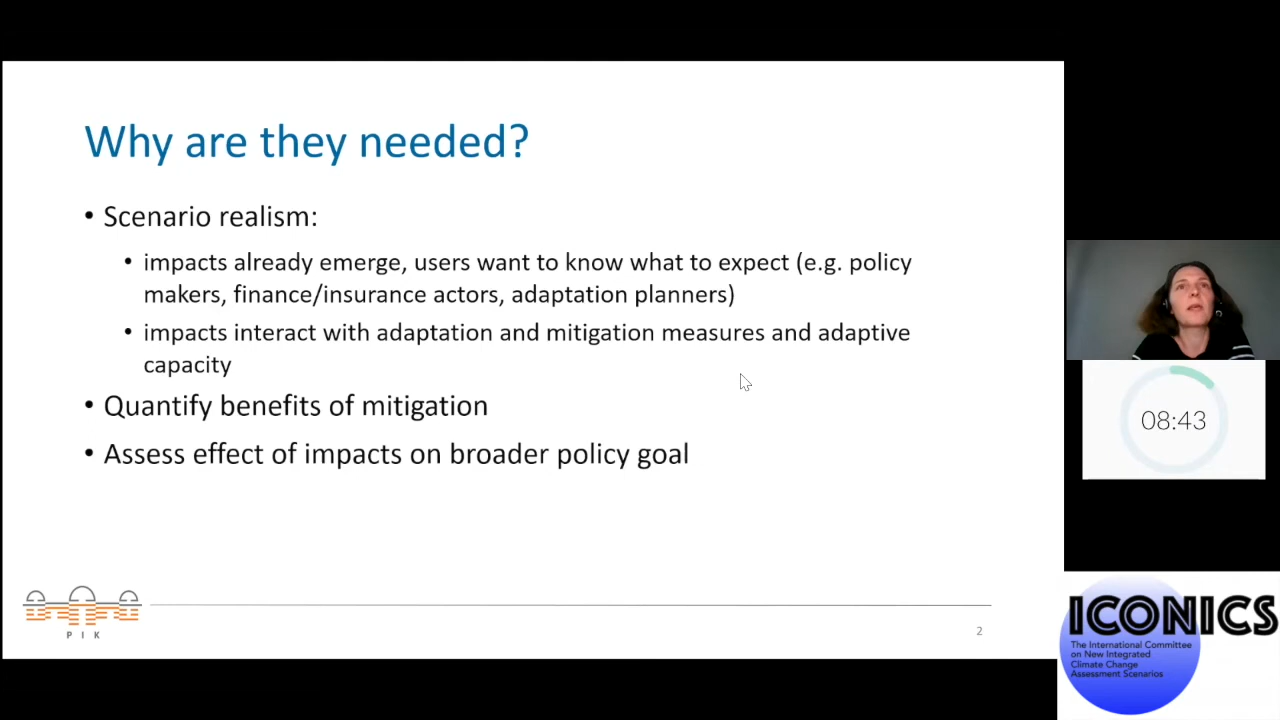 Why are they needed?
• Scenario realism:
• impacts already emerge, users want to know what to expect (e.g. policy
makers, finance/insurance actors, adaptation planners)
• impacts interact with adaptation and mitigation measures and adaptive
capacity
• Quantify benefits of mitigation
• Assess effect of impacts on broader policy goal
08:43
PIK
2
ICONICS
The International Committee
on New Integrated
Climate Change
Assessment Scenarios